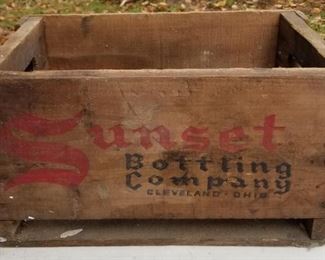 Sunset
Bottling
Company
CLEVELAND - OHIO